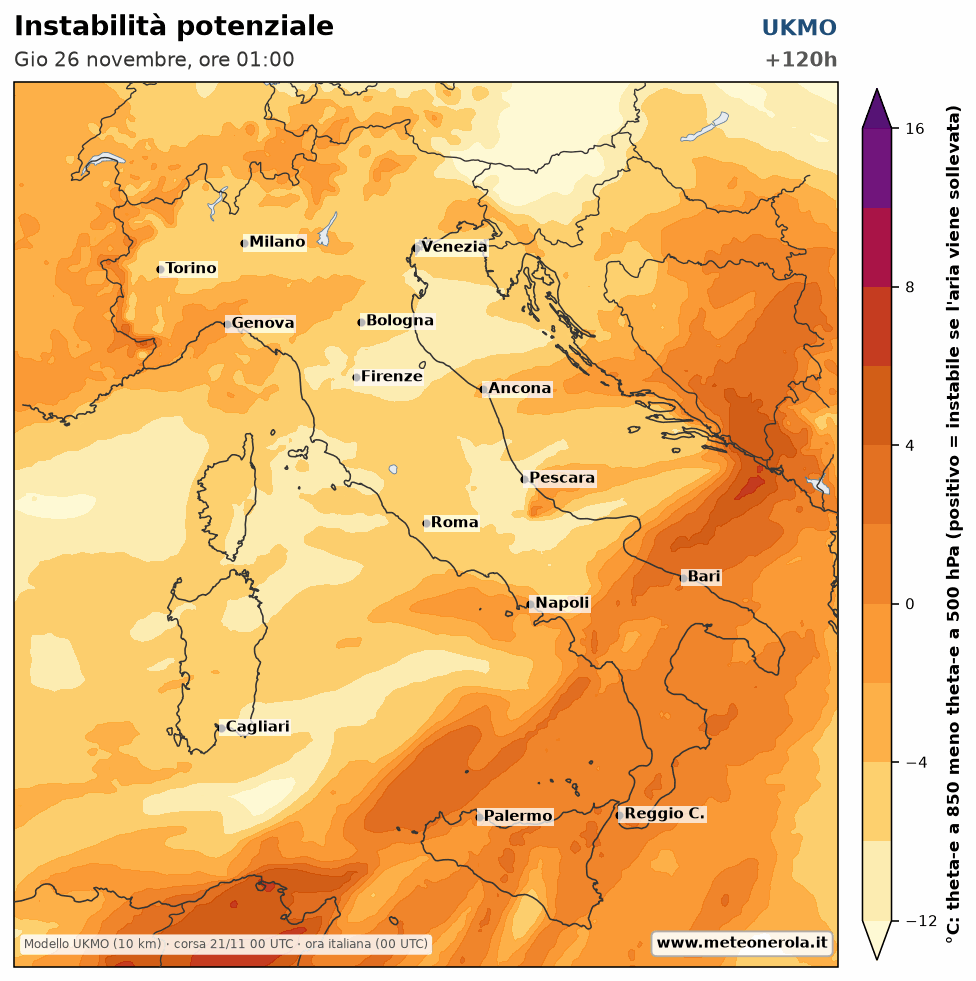 Instabilità potenziale
UKMO
Gio 26 novembre, ore 01:00
+120h
16
8
4
0
−4
−12
°C: theta-e a 850 meno theta-e a 500 hPa (positivo = instabile se l'aria viene sollevata)
Milano
Venezia
Torino
Genova
Bologna
Firenze
Ancona
Pescara
Roma
Bari
Napoli
Cagliari
Palermo
Reggio C.
Modello UKMO (10 km) · corsa 21/11 00 UTC · ora italiana (00 UTC)
www.meteonerola.it